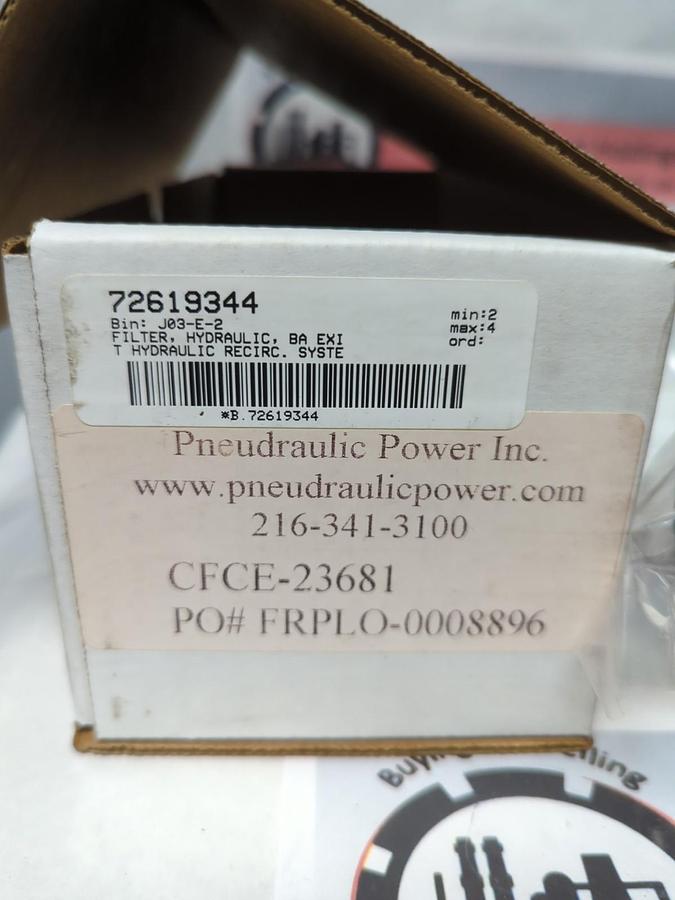 72619344
Bin: J03-E-2
FILTER, HYDRAULIC, BA EXI
T HYDRAULIC RECIRC. SYSTE
min:2
max:4
ord:
*B.72619344
Pneudraulic Power Inc.
www.pneudraulicpower.com
216-341-3100
CFCE-23681
PO# FRPLO-0008896
Buying